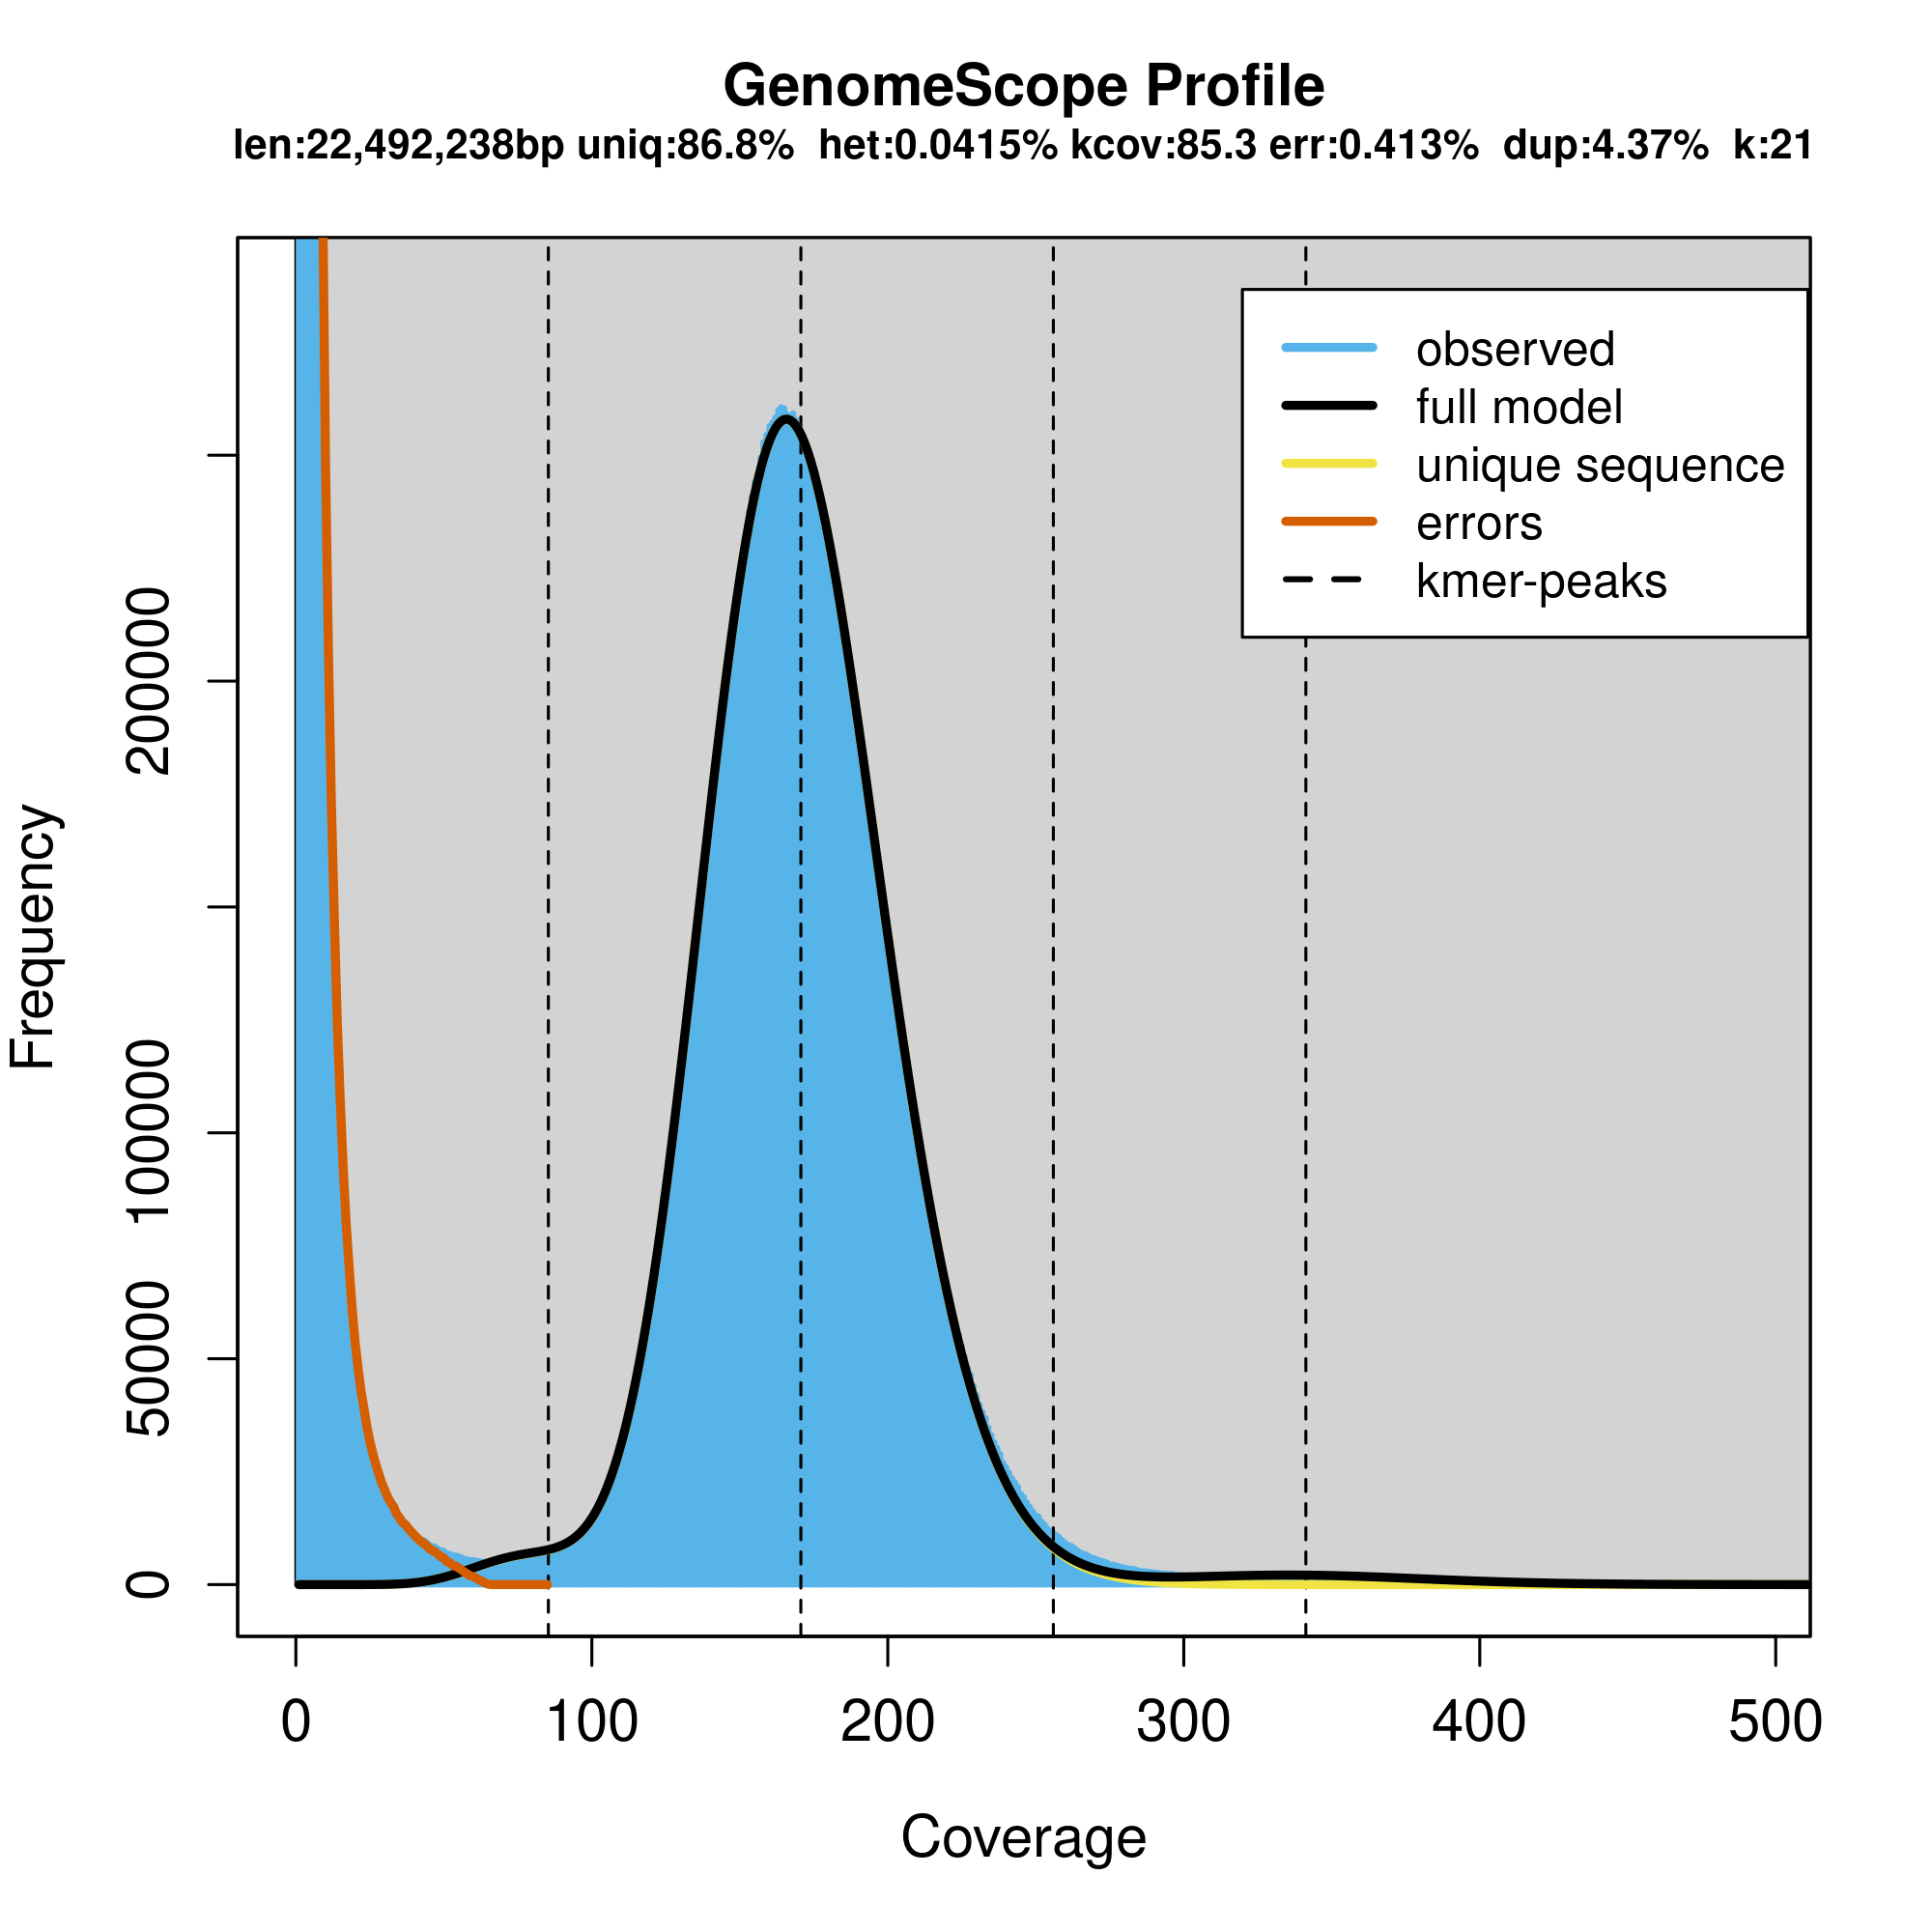 GenomeScope Profile
len:22,492,238bp uniq:86.8% het:0.0415% kcov:85.3 err:0.413% dup:4.37% k:21
observed
full model
unique sequence
errors
kmer-peaks
Frequency
200000
100000
50000
0
0 100 200 300 400 500
Coverage